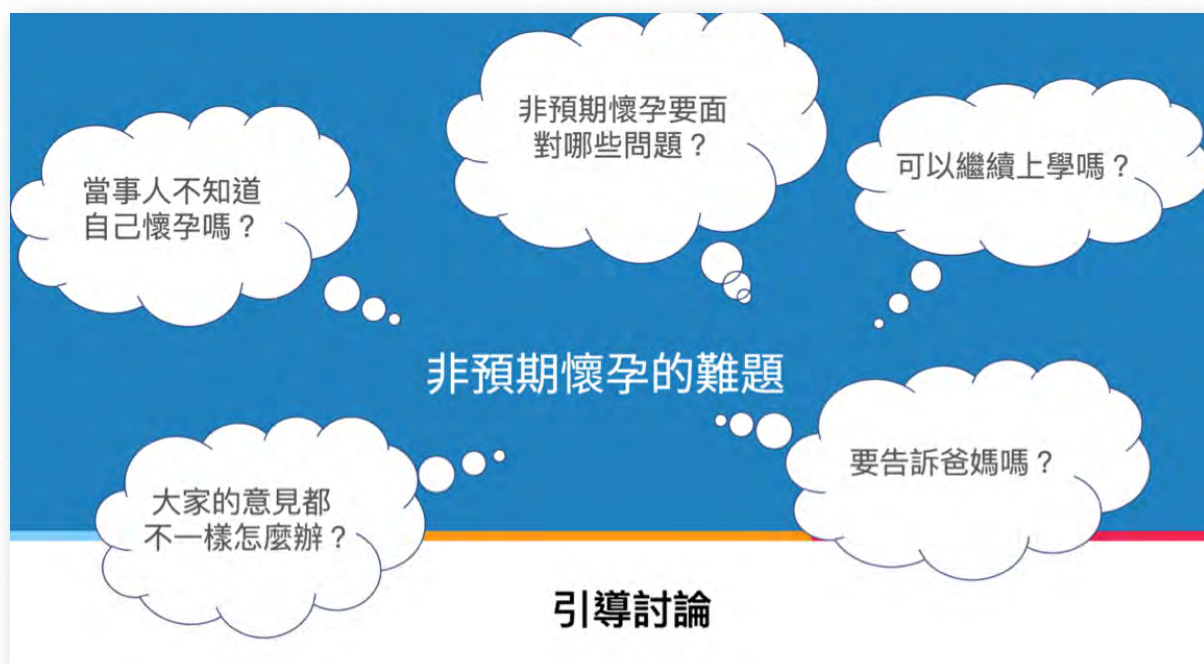 非預期懷孕要面
對哪些問題？
當事人不知道
自己懷孕嗎？
可以繼續上學嗎？
非預期懷孕的難題
大家的意見都
不一樣怎麼辦？
要告訴爸媽嗎？
引導討論